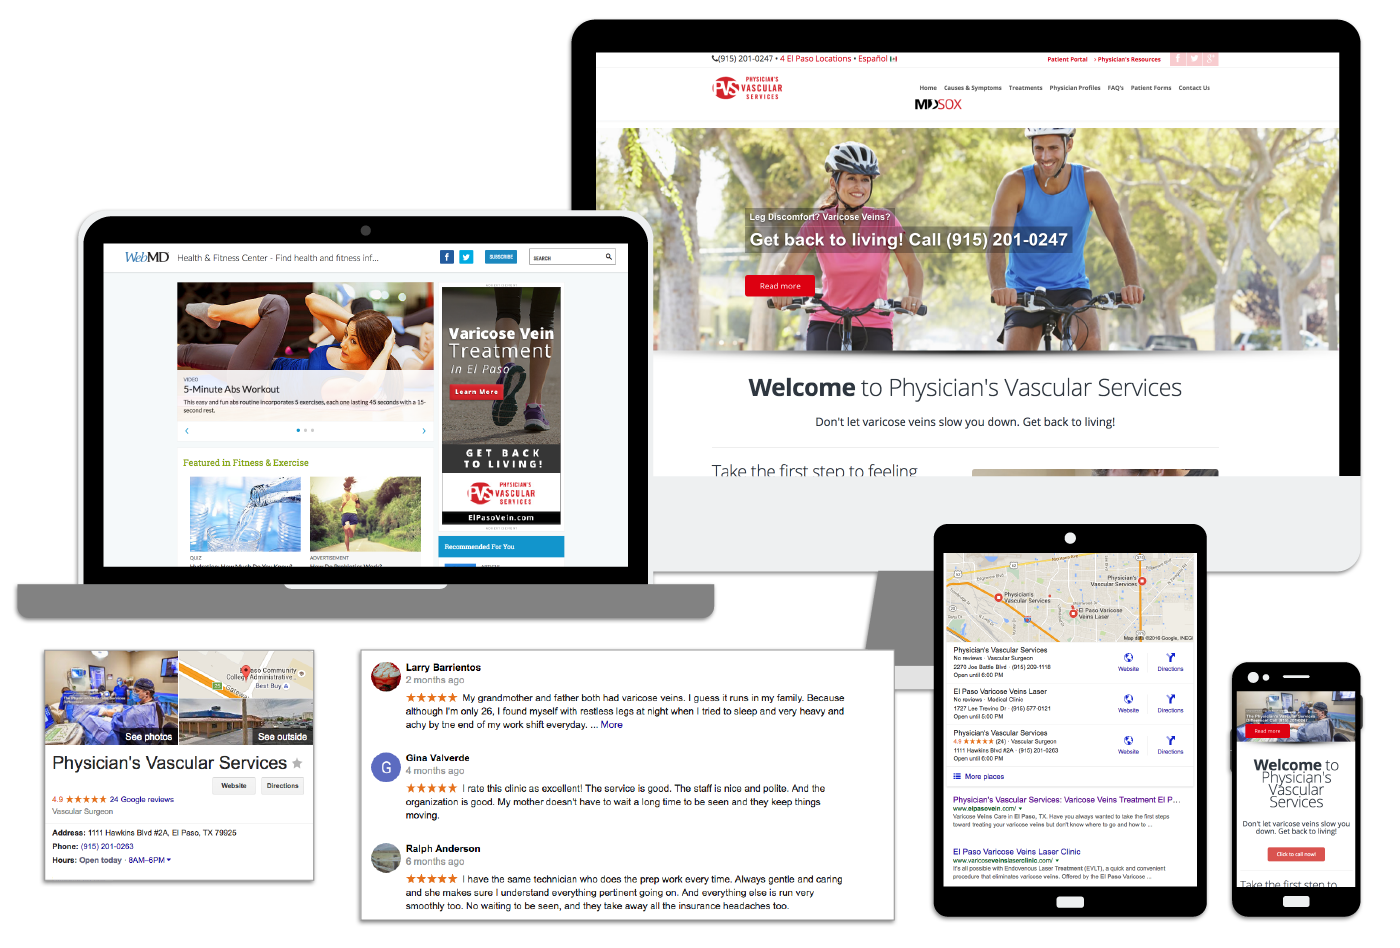 (915) 201-0247 • 4 El Paso Locations • Español
Patient Portal › Physician's Resources
PVS PHYSICIAN'S
VASCULAR
SERVICES
Home Causes & Symptoms Treatments Physician Profiles FAQ's Patient Forms Contact Us
MDSOX
Leg Discomfort? Varicose Veins?
Get back to living! Call (915) 201-0247
Read more
Welcome to Physician's Vascular Services
Don't let varicose veins slow you down. Get back to living!
Take the first step to feeling
WebMD Health & Fitness Center - Find health and fitness inf...
SUBSCRIBE
SEARCH
ADVERTISEMENT
VIDEO
5-Minute Abs Workout
This easy and fun abs routine incorporates 5 exercises, each one lasting 45 seconds with a 15-
second rest.
Featured in Fitness & Exercise
QUIZ
ADVERTISEMENT
Varicose Vein
Treatment
in El Paso
Learn More
GET BACK
TO LIVING!
PVS PHYSICIAN'S
VASCULAR
SERVICES
ElPasoVein.com
ADVERTISEMENT
Recommended For You
See photos
See outside
Paso Community
College Administrative...
Best Buy
Physician's Vascular Services
Website Directions
4.9 ★★★★★ 24 Google reviews
Vascular Surgeon
Address: 1111 Hawkins Blvd #2A, El Paso, TX 79925
Phone: (915) 201-0263
Hours: Open today · 8AM–6PM
Larry Barrientos
2 months ago
★★★★★ My grandmother and father both had varicose veins. I guess it runs in my family. Because
although I'm only 26, I found myself with restless legs at night when I tried to sleep and very heavy and
achy by the end of my work shift everyday. ... More
G
Gina Valverde
4 months ago
★★★★★ I rate this clinic as excellent! The service is good. The staff is nice and polite. And the
organization is good. My mother doesn't have to wait a long time to be seen and they keep things
moving.
Ralph Anderson
6 months ago
★★★★★ I have the same technician who does the prep work every time. Always gentle and caring
and she makes sure I understand everything pertinent going on. And everything else is run very
smoothly too. No waiting to be seen, and they take away all the insurance headaches too.
Physician's
Vascular Services
Physician's
Vascular Services
El Paso Varicose
Veins Laser
Map data ©2016 Google, INEGI
Physician's Vascular Services
No reviews · Vascular Surgeon
2270 Joe Battle Blvd · (915) 209-1118
Open until 6:00 PM
Website Directions
El Paso Varicose Veins Laser
No reviews · Medical Clinic
1727 Lee Trevino Dr · (915) 577-0121
Open until 5:00 PM
Website Directions
Physician's Vascular Services
4.9 ★★★★★ (24) · Vascular Surgeon
1111 Hawkins Blvd #2A · (915) 201-0263
Open until 6:00 PM
Website Directions
More places
Physician's Vascular Services: Varicose Veins Treatment El P...
www.elpasovein.com/
Varicose Veins Care in El Paso, TX. Have you always wanted to take the first steps
toward treating your varicose veins but don't know where to go and how to ...
El Paso Varicose Veins Laser Clinic
www.varicoseveinslaserclinic.com/
It's all possible with Endovenous Laser Treatment (EVLT), a quick and convenient
procedure that eliminates varicose veins. Offered by the El Paso Varicose ...
Read more
Welcome to
Physician's
Vascular
Services
Don't let varicose veins slow you
down. Get back to living!
Click to call now!
Take the first step to